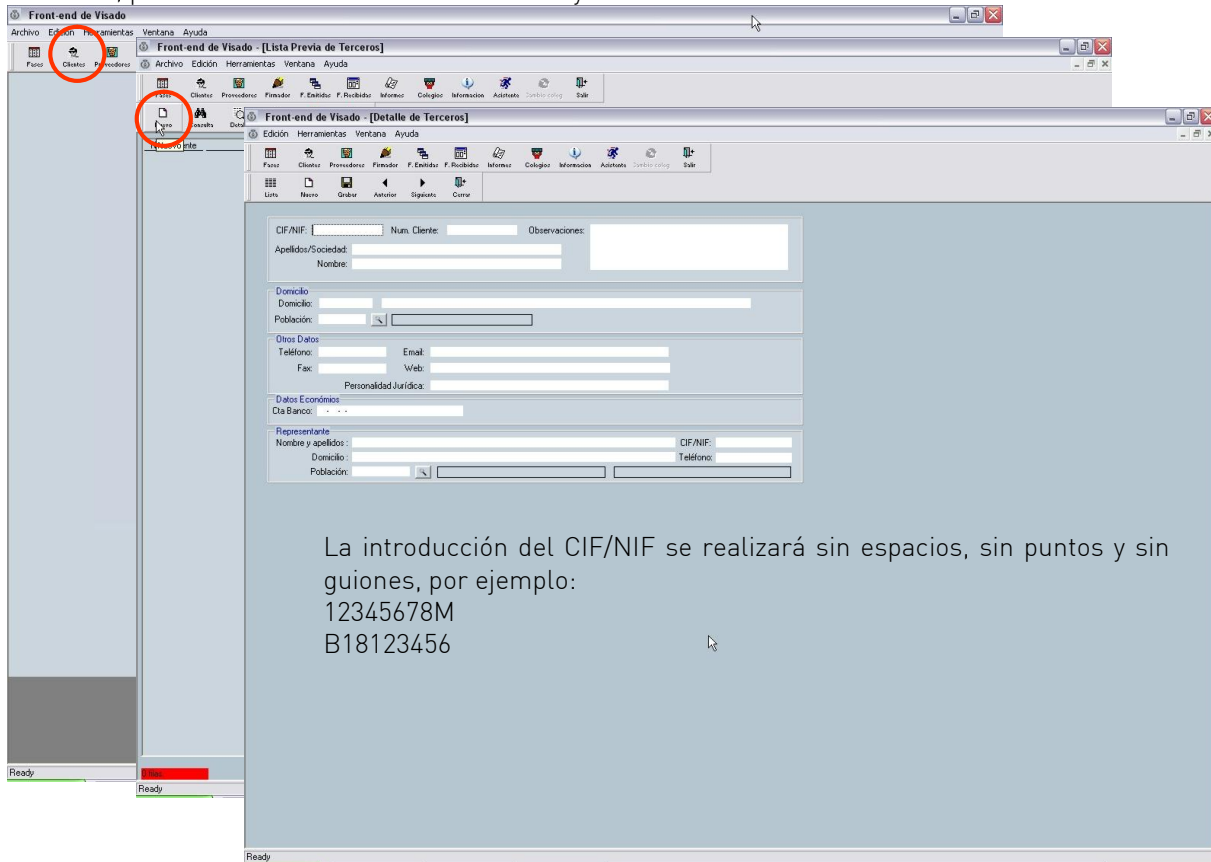 Front-end de Visado
Archivo Edición Herramientas Ventana Ayuda
Fases Clientes Proveedores
Front-end de Visado - [Lista Previa de Terceros]
Archivo Edición Herramientas Ventana Ayuda
Fases Clientes Proveedores Firmador F. Emitidas F. Recibidas Informes Colegios Informacion Asistente Cambio coleg Salir
Nuevo Consulta
Nuevo
Front-end de Visado - [Detalle de Terceros]
Edición Herramientas Ventana Ayuda
Fases Clientes Proveedores Firmador F. Emitidas F. Recibidas Informes Colegios Informacion Asistente Cambio coleg Salir
Lista Nuevo Grabar Anterior Siguiente Cerrar
CIF/NIF: Num. Cliente: Observaciones:
Apellidos/Sociedad:
Nombre:
Domicilio
Domicilio:
Población:
Otros Datos
Teléfono: Email:
Fax: Web:
Personalidad Jurídica:
Datos Económios
Cta Banco: - - -
Representante
Nombre y apellidos : CIF/NIF:
Domicilio : Teléfono:
Población:
La introducción del CIF/NIF se realizará sin espacios, sin puntos y sin
guiones, por ejemplo:
12345678M
B18123456
Ready
Ready
Ready